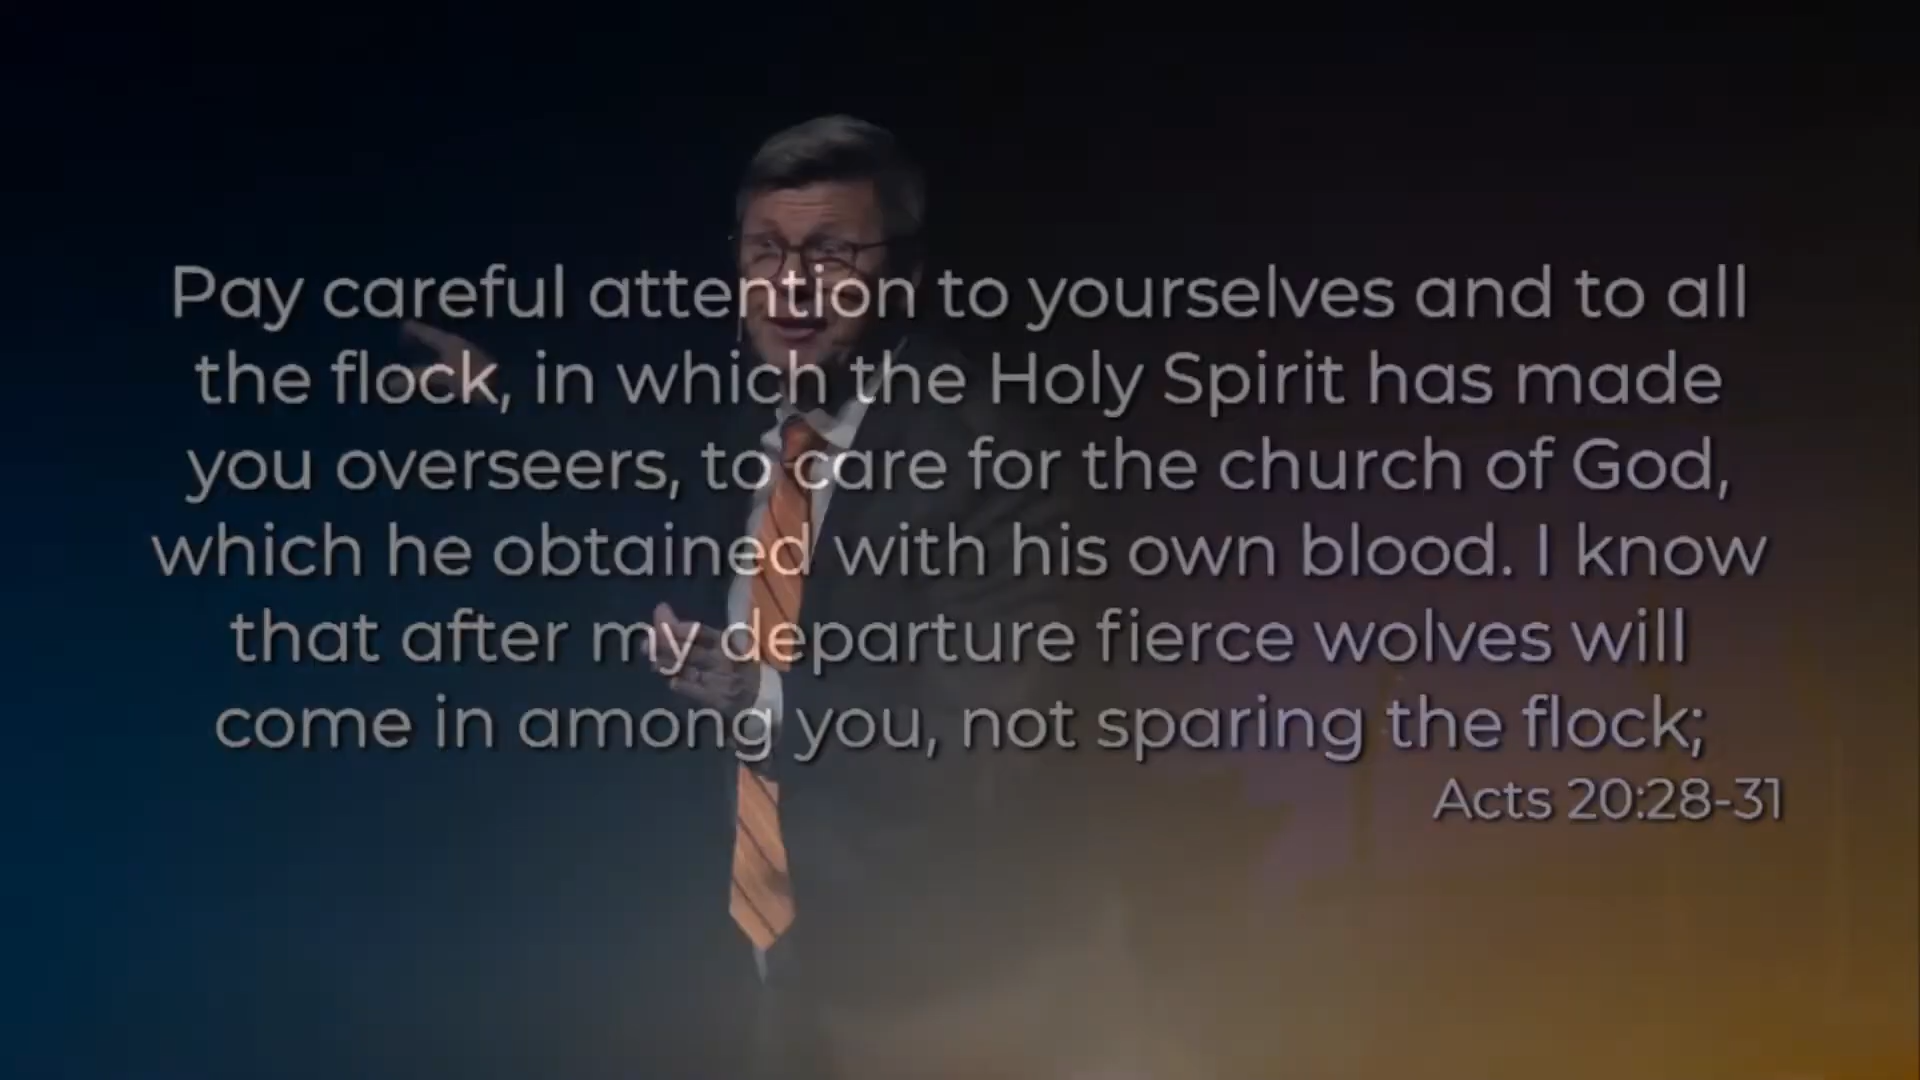 Pay careful attention to yourselves and to all
the flock, in which the Holy Spirit has made
you overseers, to care for the church of God,
which he obtained with his own blood. I know
that after my departure fierce wolves will
come in among you, not sparing the flock;
Acts 20:28-31